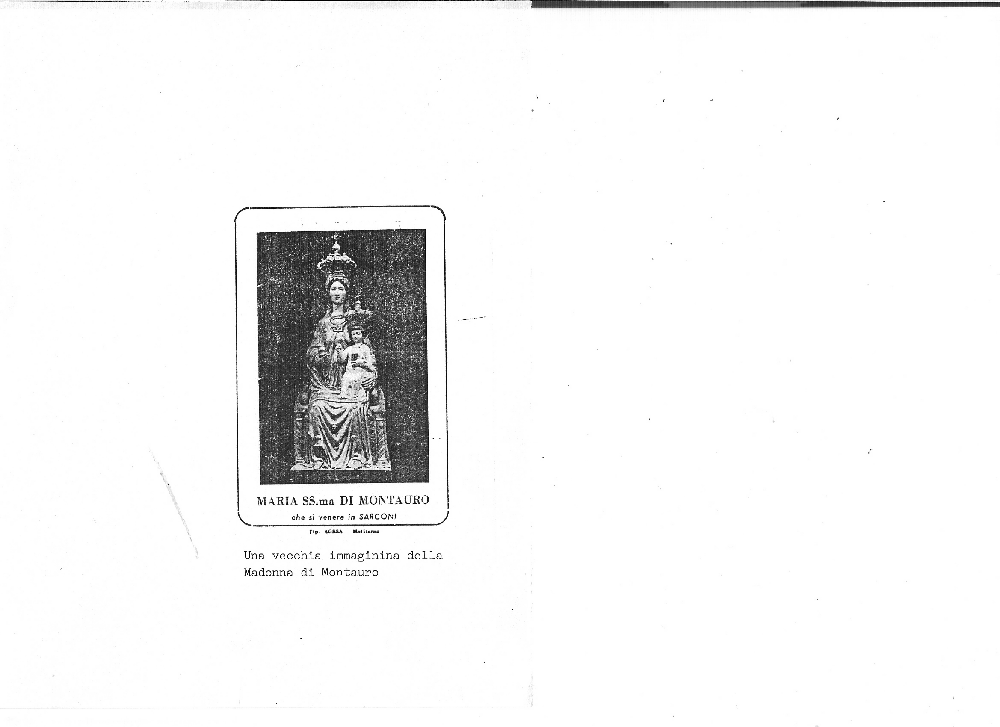 MARIA SS.ma DI MONTAURO
che si venera in SARCONI
Tip. AGESA - Moliterno
Una vecchia immaginina della
Madonna di Montauro